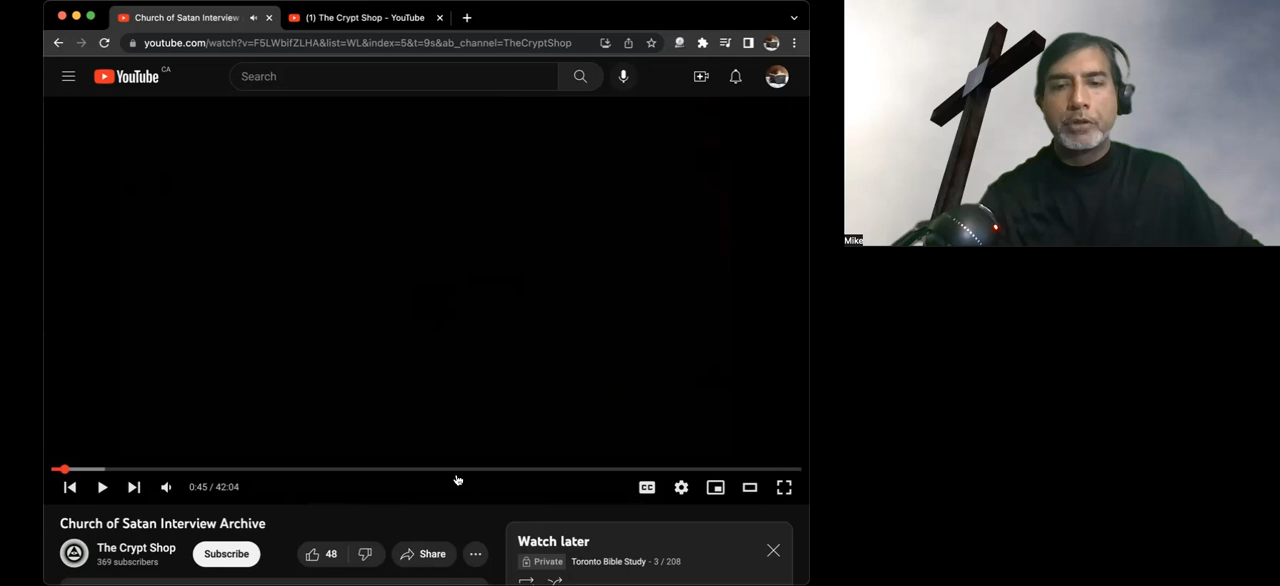 Church of Satan Interview
(1) The Crypt Shop - YouTube
youtube.com/watch?v=F5LWbifZLHA&list=WL&index=5&t=9s&ab_channel=TheCryptShop
YouTube CA
Search
Mike
0:45 / 42:04
CC
Church of Satan Interview Archive
The Crypt Shop
369 subscribers
Subscribe
48
Share
Watch later
Private
Toronto Bible Study - 3 / 208